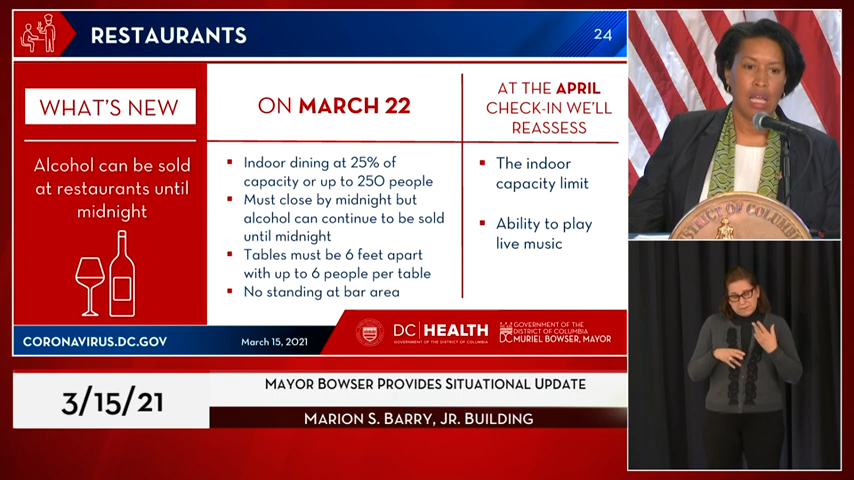 RESTAURANTS
24
WHAT'S NEW
Alcohol can be sold
at restaurants until
midnight
ON MARCH 22
▪ Indoor dining at 25% of
capacity or up to 250 people
▪ Must close by midnight but
alcohol can continue to be sold
until midnight
▪ Tables must be 6 feet apart
with up to 6 people per table
▪ No standing at bar area
AT THE APRIL
CHECK-IN WE'LL
REASSESS
▪ The indoor
capacity limit
▪ Ability to play
live music
CORONAVIRUS.DC.GOV
March 15, 2021
DC HEALTH
GOVERNMENT OF THE DISTRICT OF COLUMBIA
GOVERNMENT OF THE
DISTRICT OF COLUMBIA
DC MURIEL BOWSER, MAYOR
DISTRICT OF COLUMB
3/15/21
MAYOR BOWSER PROVIDES SITUATIONAL UPDATE
MARION S. BARRY, JR. BUILDING